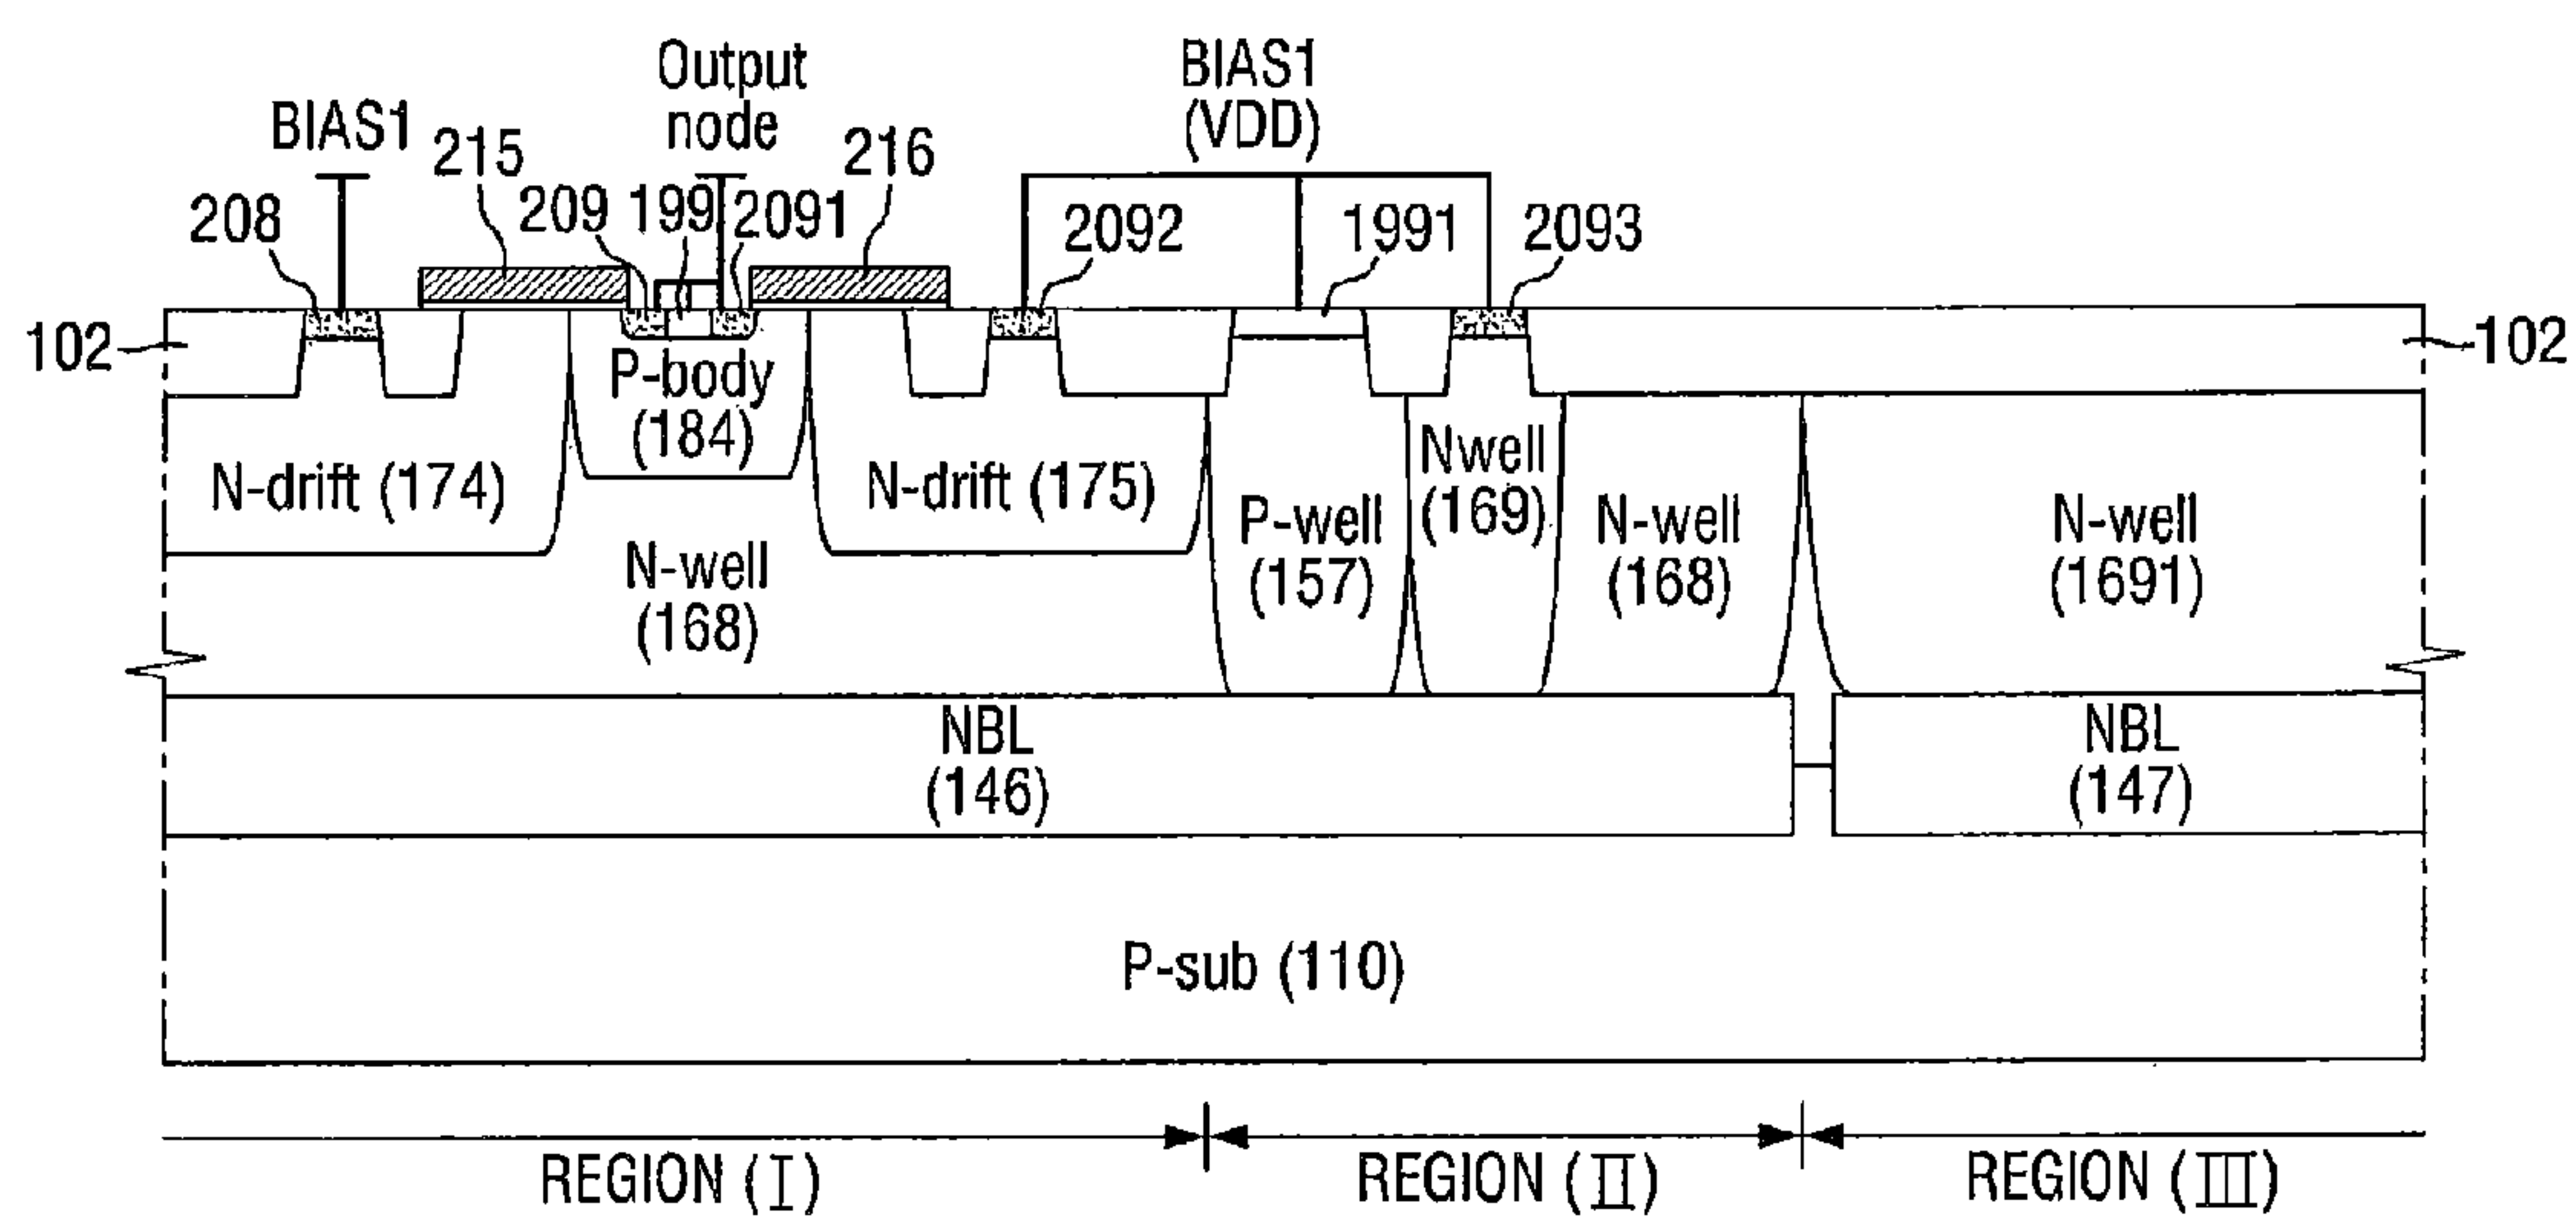 Output
node
BIAS1
(VDD)
BIAS1
215
216
208
209
199
2091
2092
1991
2093
102
102
P-body
(184)
N-drift (174)
N-drift (175)
Nwell
(169)
P-well
(157)
N-well
(168)
N-well
(1691)
N-well
(168)
NBL
(146)
NBL
(147)
P-sub (110)
REGION (I)
REGION (II)
REGION (III)